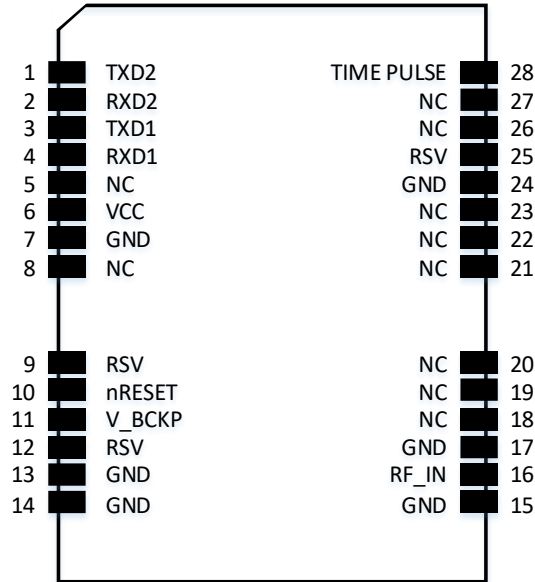 1 TXD2 TIME PULSE 28
2 RXD2 NC 27
3 TXD1 NC 26
4 RXD1 RSV 25
5 NC GND 24
6 VCC NC 23
7 GND NC 22
8 NC NC 21
9 RSV NC 20
10 nRESET NC 19
11 V_BCKP NC 18
12 RSV GND 17
13 GND RF_IN 16
14 GND GND 15